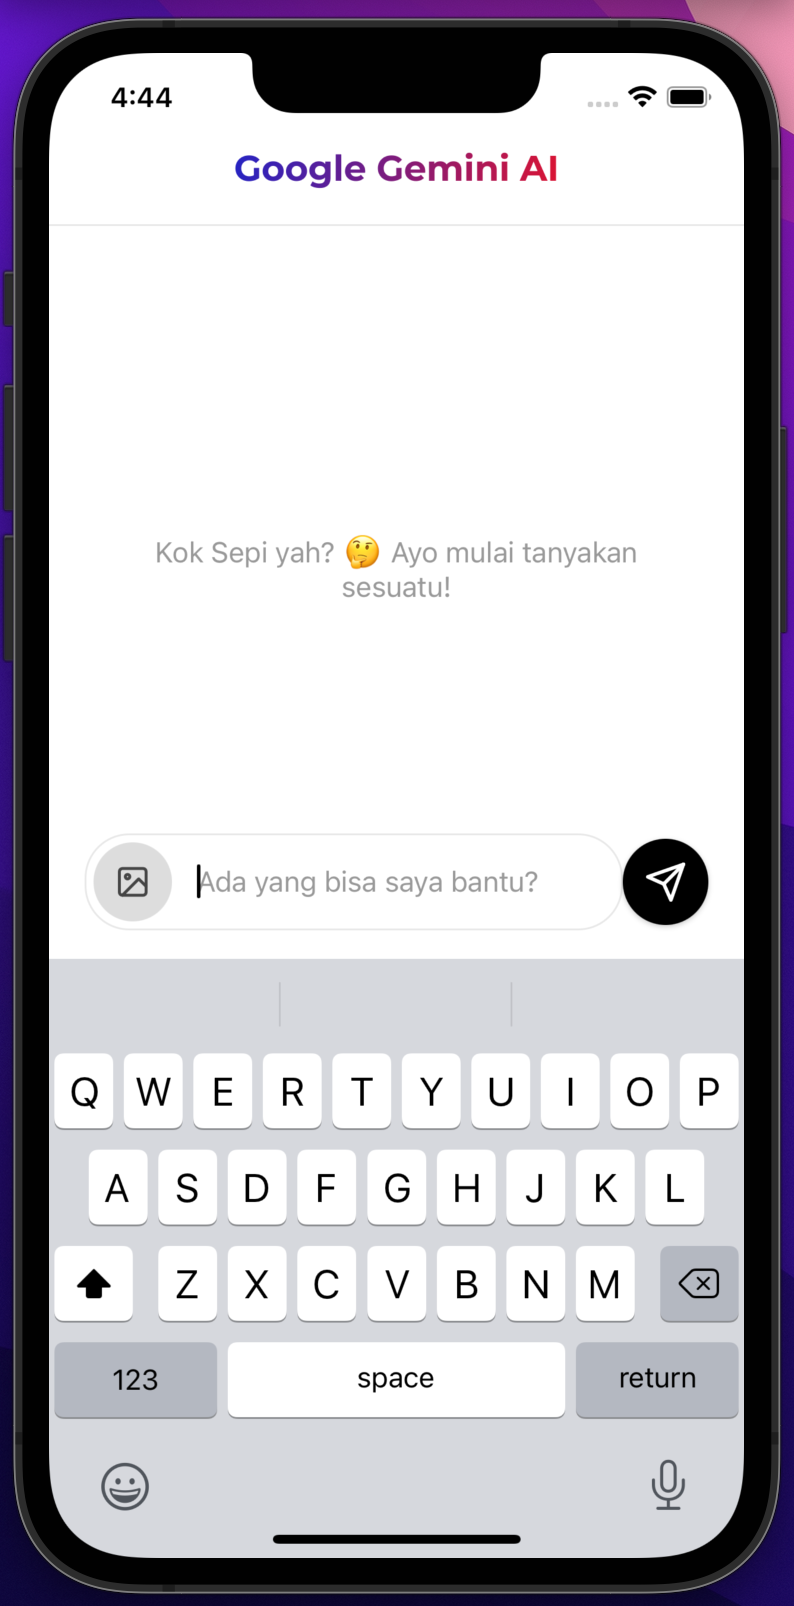 4:44
Google Gemini AI
Kok Sepi yah? 🤔 Ayo mulai tanyakan
sesuatu!
Ada yang bisa saya bantu?
Q W E R T Y U I O P
A S D F G H J K L
Z X C V B N M
123 space return